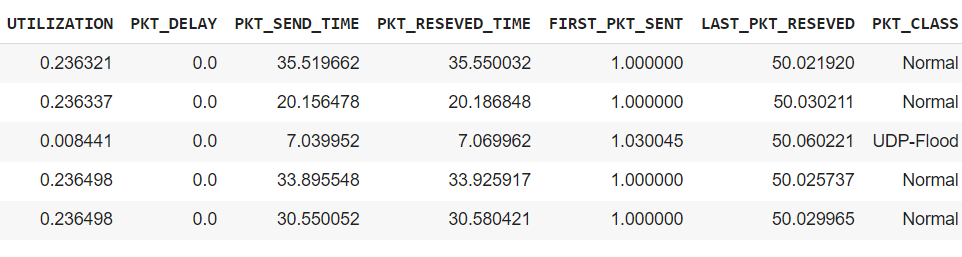 UTILIZATION PKT_DELAY PKT_SEND_TIME PKT_RESEVED_TIME FIRST_PKT_SENT LAST_PKT_RESEVED PKT_CLASS
0.236321 0.0 35.519662 35.550032 1.000000 50.021920 Normal
0.236337 0.0 20.156478 20.186848 1.000000 50.030211 Normal
0.008441 0.0 7.039952 7.069962 1.030045 50.060221 UDP-Flood
0.236498 0.0 33.895548 33.925917 1.000000 50.025737 Normal
0.236498 0.0 30.550052 30.580421 1.000000 50.029965 Normal